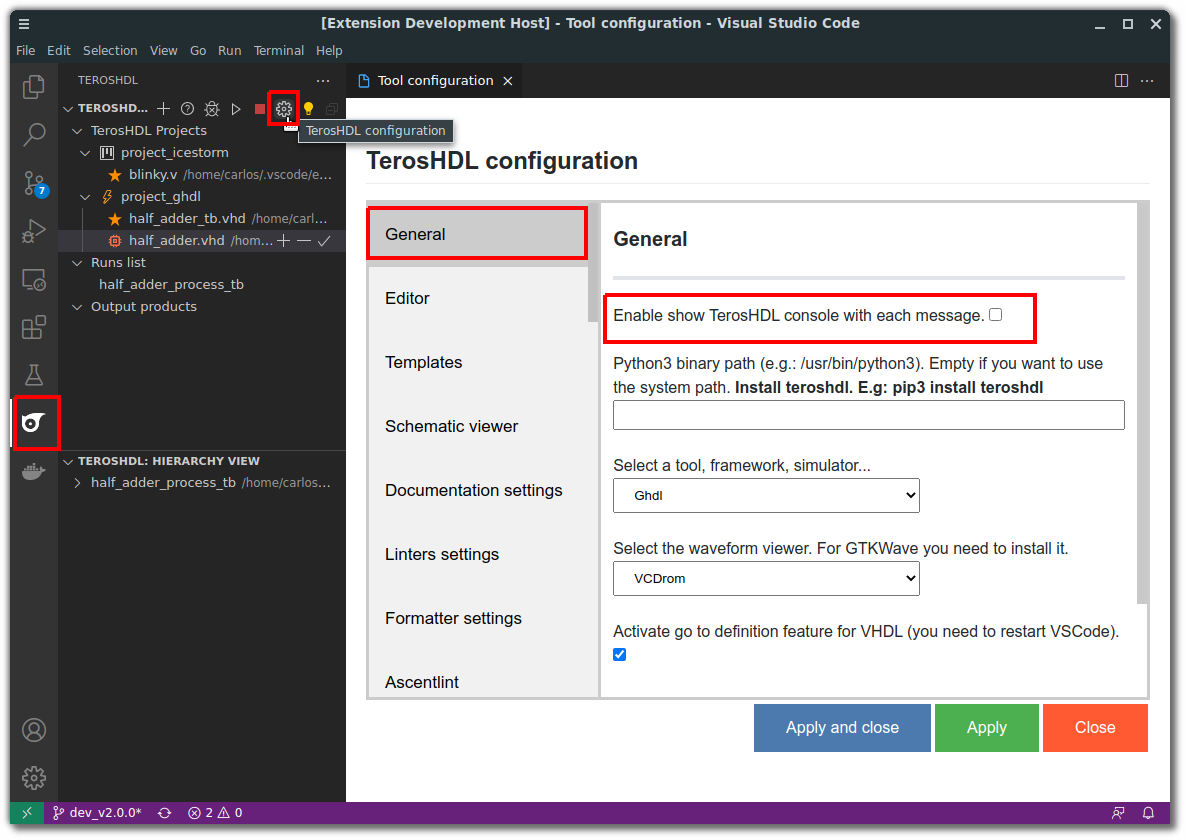 [Extension Development Host] - Tool configuration - Visual Studio Code
File Edit Selection View Go Run Terminal Help
TEROSHDL
Tool configuration
TEROSHD...
TerosHDL configuration
TerosHDL Projects
project_icestorm
blinky.v /home/carlos/.vscode/e...
project_ghdl
half_adder_tb.vhd /home/carl...
half_adder.vhd /hom...
Runs list
half_adder_process_tb
Output products
7
TEROSHDL: HIERARCHY VIEW
half_adder_process_tb /home/carlos...
TerosHDL configuration
General
Editor
Templates
Schematic viewer
Documentation settings
Linters settings
Formatter settings
Ascentlint
General
Enable show TerosHDL console with each message.
Python3 binary path (e.g.: /usr/bin/python3). Empty if you want to use
the system path. Install teroshdl. E.g: pip3 install teroshdl
Select a tool, framework, simulator...
Ghdl
Select the waveform viewer. For GTKWave you need to install it.
VCDrom
Activate go to definition feature for VHDL (you need to restart VSCode).
Apply and close
Apply
Close
dev_v2.0.0* 2 0